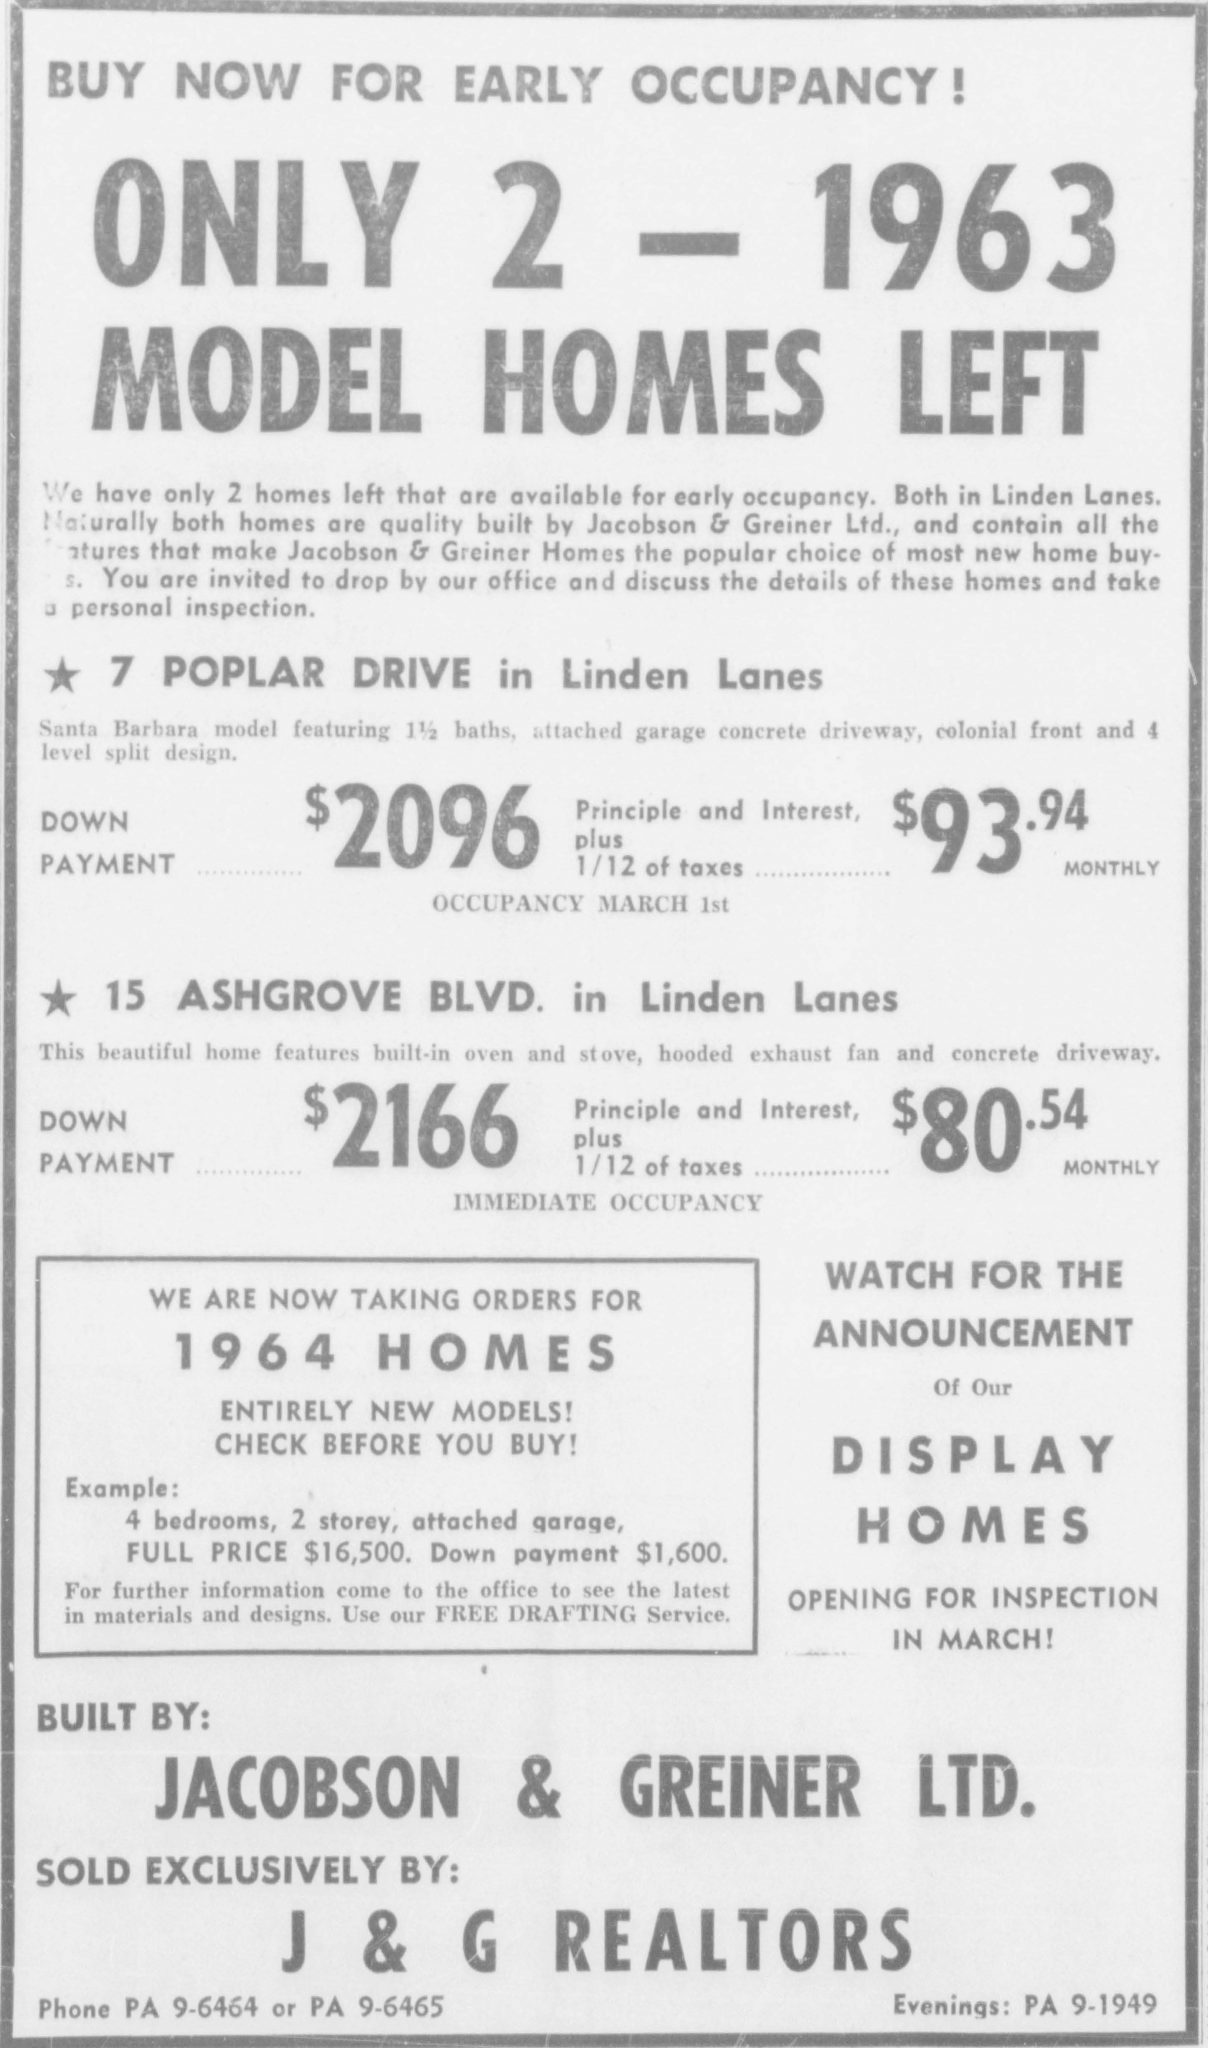 BUY NOW FOR EARLY OCCUPANCY!
ONLY 2 — 1963
MODEL HOMES LEFT
We have only 2 homes left that are available for early occupancy. Both in Linden Lanes.
Naturally both homes are quality built by Jacobson & Greiner Ltd., and contain all the
atures that make Jacobson & Greiner Homes the popular choice of most new home buy-
s. You are invited to drop by our office and discuss the details of these homes and take
a personal inspection.
★ 7 POPLAR DRIVE in Linden Lanes
Santa Barbara model featuring 1½ baths, attached garage concrete driveway, colonial front and 4
level split design.
DOWN
PAYMENT ............. $2096
Principle and Interest,
plus
1/12 of taxes .................. $93.94
MONTHLY
OCCUPANCY MARCH 1st
★ 15 ASHGROVE BLVD. in Linden Lanes
This beautiful home features built-in oven and stove, hooded exhaust fan and concrete driveway.
DOWN
PAYMENT ............. $2166
Principle and Interest,
plus
1/12 of taxes .................. $80.54
MONTHLY
IMMEDIATE OCCUPANCY
WE ARE NOW TAKING ORDERS FOR
1964 HOMES
ENTIRELY NEW MODELS!
CHECK BEFORE YOU BUY!
Example:
4 bedrooms, 2 storey, attached garage,
FULL PRICE $16,500. Down payment $1,600.
For further information come to the office to see the latest
in materials and designs. Use our FREE DRAFTING Service.
WATCH FOR THE
ANNOUNCEMENT
Of Our
DISPLAY
HOMES
OPENING FOR INSPECTION
IN MARCH!
BUILT BY:
JACOBSON & GREINER LTD.
SOLD EXCLUSIVELY BY:
J & G REALTORS
Phone PA 9-6464 or PA 9-6465
Evenings: PA 9-1949